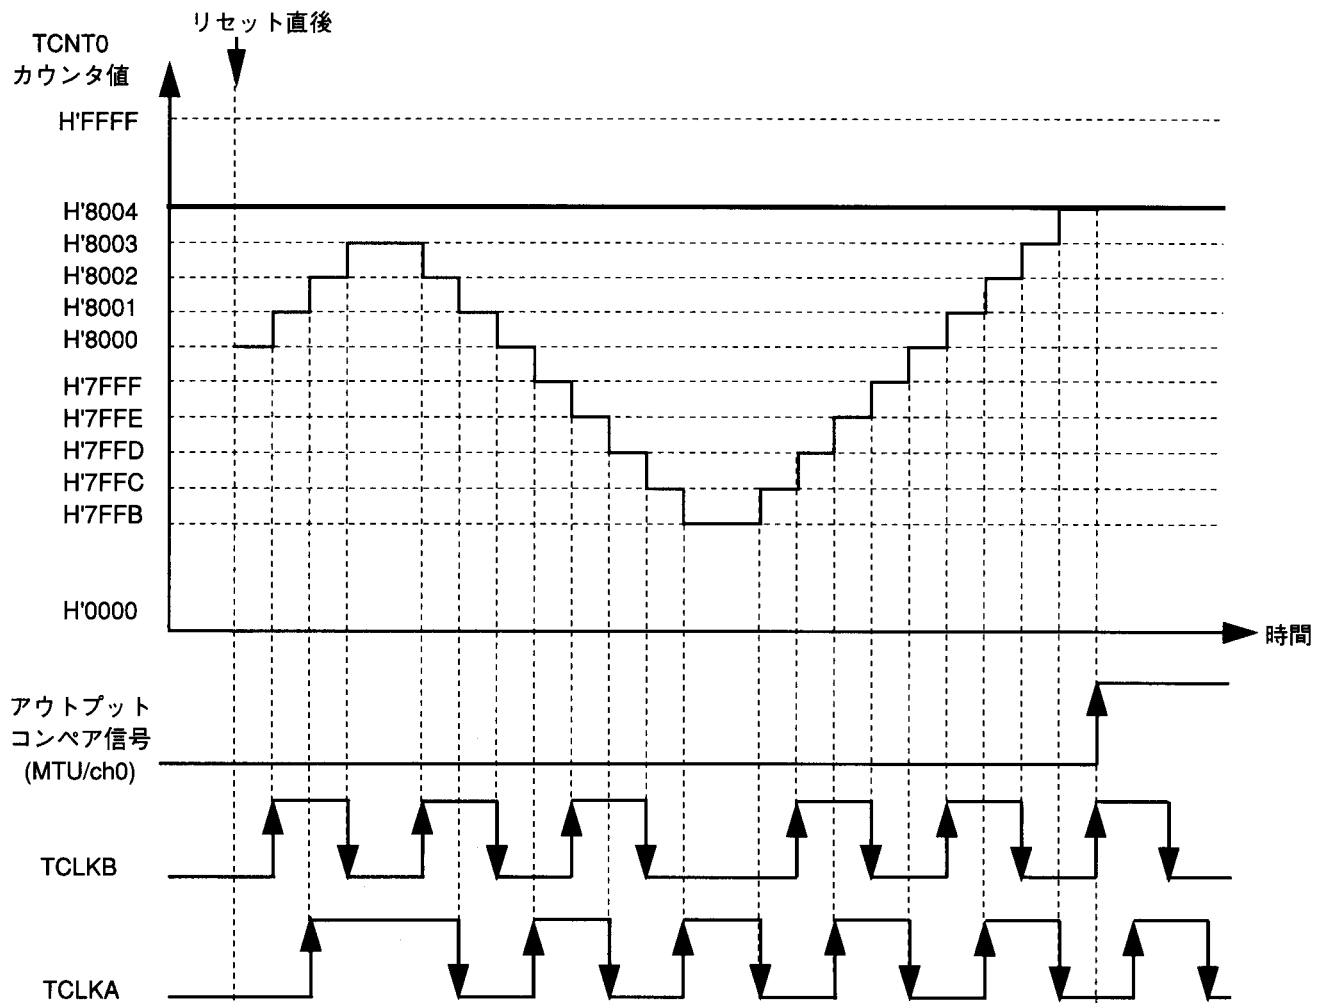 リセット直後
TCNT0
カウンタ値
H'FFFF
H'8004
H'8003
H'8002
H'8001
H'8000
H'7FFF
H'7FFE
H'7FFD
H'7FFC
H'7FFB
H'0000
時間
アウトプット
コンペア信号
(MTU/ch0)
TCLKB
TCLKA